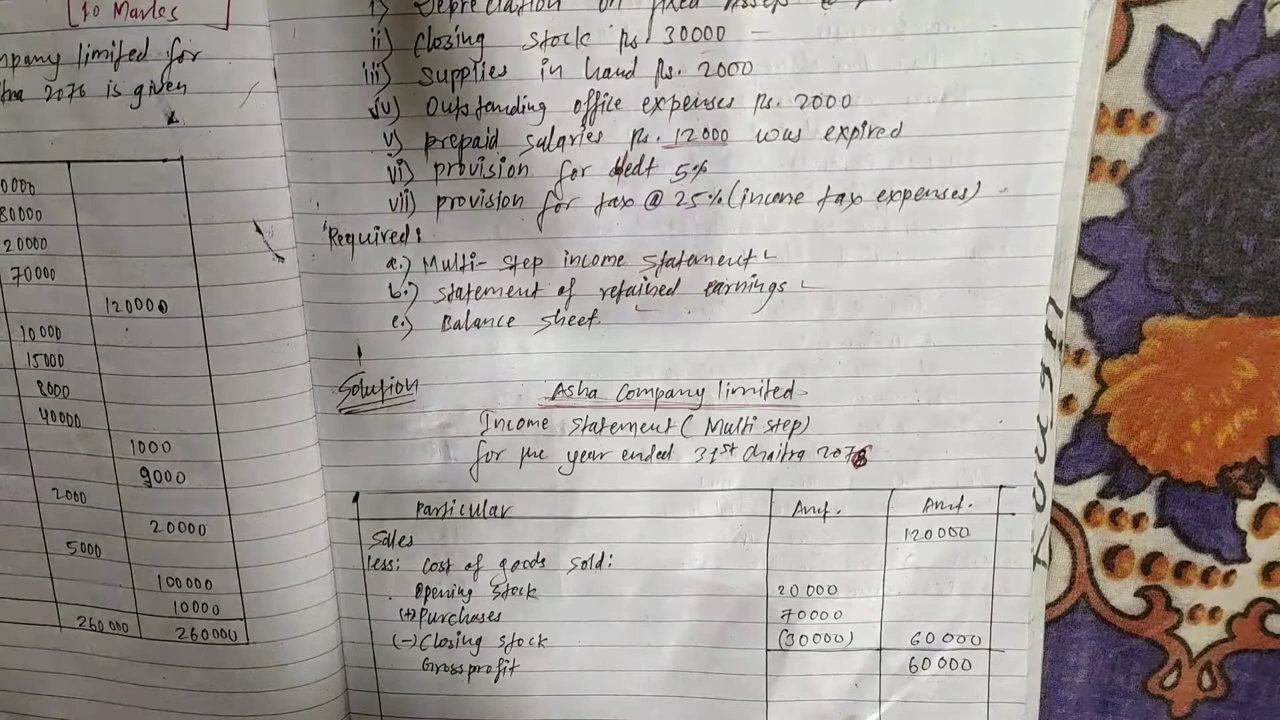 [10 Marks
mpany limited for
tra 2076 is given
0000
80000
20000
70000
120000
10000
15000
8000
40000
1000
9000
2000
20000
5000
100000
10000
260000 260000
i) Depreciation on fixed Assets @
ii) Closing stock Rs. 30000
iii) supplies in hand Rs. 2000
iv) Outstanding office expenses Rs. 2000
v) prepaid salaries Rs. 12000 was expired
vi) provision for debt 5%
vii) provision for tax @ 25% (income tax expenses)
Required:
a.) Multi-step income statement
b.) statement of retained earnings
c.) Balance sheet.
Solution
Asha Company limited
Income statement (Multi step)
for the year ended 31st chaitra 2076
Particular Amt. Amt.
Sales 120000
less: cost of goods sold:
Opening stock 20000
(+) Purchases 70000
(-) Closing stock (30000) 60000
Gross profit 60000